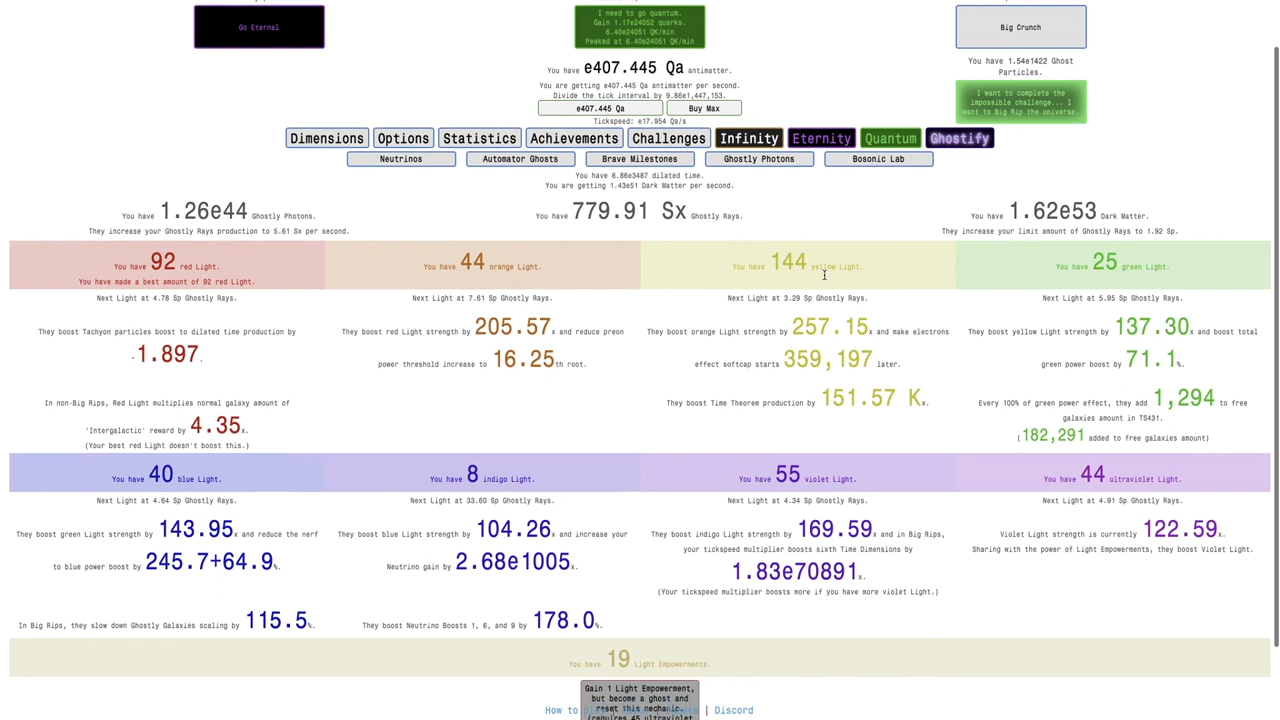 Go Eternal
I need to go quantum.
Gain 1.17e24052 quarks.
6.40e24051 QK/min
Peaked at 6.40e24051 QK/min
Big Crunch
You have e407.445 Qa antimatter.
You are getting e407.445 Qa antimatter per second.
Divide the tick interval by 9.86e1,447,153.
e407.445 Qa Buy Max
Tickspeed: e17.954 Qa/s
You have 1.54e1422 Ghost
Particles.
I want to complete the
impossible challenge... I
want to Big Rip the universe.
Dimensions Options Statistics Achievements Challenges Infinity Eternity Quantum Ghostify
Neutrinos Automator Ghosts Brave Milestones Ghostly Photons Bosonic Lab
You have 6.86e3487 dilated time.
You are getting 1.43e51 Dark Matter per second.
You have 1.26e44 Ghostly Photons.
They increase your Ghostly Rays production to 5.61 Sx per second.
You have 779.91 Sx Ghostly Rays.
You have 1.62e53 Dark Matter.
They increase your limit amount of Ghostly Rays to 1.92 Sp.
You have 92 red Light.
You have made a best amount of 92 red Light.
You have 44 orange Light.
You have 144 yellow Light.
You have 25 green Light.
Next Light at 4.78 Sp Ghostly Rays.
Next Light at 7.61 Sp Ghostly Rays.
Next Light at 3.29 Sp Ghostly Rays.
Next Light at 5.95 Sp Ghostly Rays.
They boost Tachyon particles boost to dilated time production by
^1.897.
They boost red Light strength by 205.57x and reduce preon
power threshold increase to 16.25th root.
They boost orange Light strength by 257.15x and make electrons
effect softcap starts 359,197 later.
They boost yellow Light strength by 137.30x and boost total
green power boost by 71.1%.
In non-Big Rips, Red Light multiplies normal galaxy amount of
'Intergalactic' reward by 4.35x.
(Your best red Light doesn't boost this.)
They boost Time Theorem production by 151.57 Kx.
Every 100% of green power effect, they add 1,294 to free
galaxies amount in TS431.
(182,291 added to free galaxies amount)
You have 40 blue Light.
You have 8 indigo Light.
You have 55 violet Light.
You have 44 ultraviolet Light.
Next Light at 4.64 Sp Ghostly Rays.
Next Light at 33.60 Sp Ghostly Rays.
Next Light at 4.34 Sp Ghostly Rays.
Next Light at 4.91 Sp Ghostly Rays.
They boost green Light strength by 143.95x and reduce the nerf
to blue power boost by 245.7+64.9%.
They boost blue Light strength by 104.26x and increase your
Neutrino gain by 2.68e1005x.
They boost indigo Light strength by 169.59x and in Big Rips,
your tickspeed multiplier boosts sixth Time Dimensions by
1.83e70891x.
(Your tickspeed multiplier boosts more if you have more violet Light.)
Violet Light strength is currently 122.59x.
Sharing with the power of Light Empowerments, they boost Violet Light.
In Big Rips, they slow down Ghostly Galaxies scaling by 115.5%.
They boost Neutrino Boosts 1, 6, and 9 by 178.0%.
You have 19 Light Empowerments.
Gain 1 Light Empowerment,
but become a ghost and
reset this mechanic.
(requires 45 ultraviolet
How to | Discord